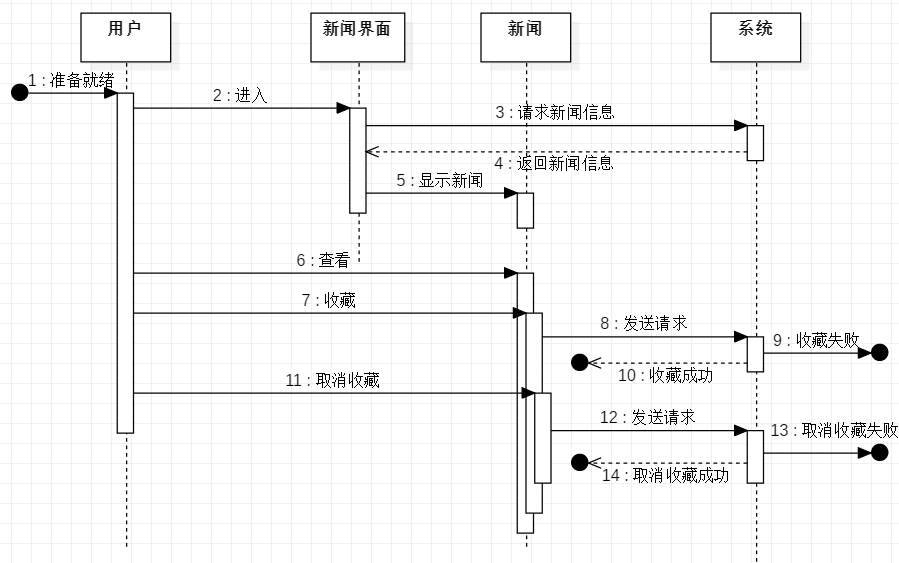 用户
新闻界面
新闻
系统
1 : 准备就绪
2 : 进入
3 : 请求新闻信息
4 : 返回新闻信息
5 : 显示新闻
6 : 查看
7 : 收藏
8 : 发送请求
9 : 收藏失败
10 : 收藏成功
11 : 取消收藏
12 : 发送请求
13 : 取消收藏失败
14 : 取消收藏成功